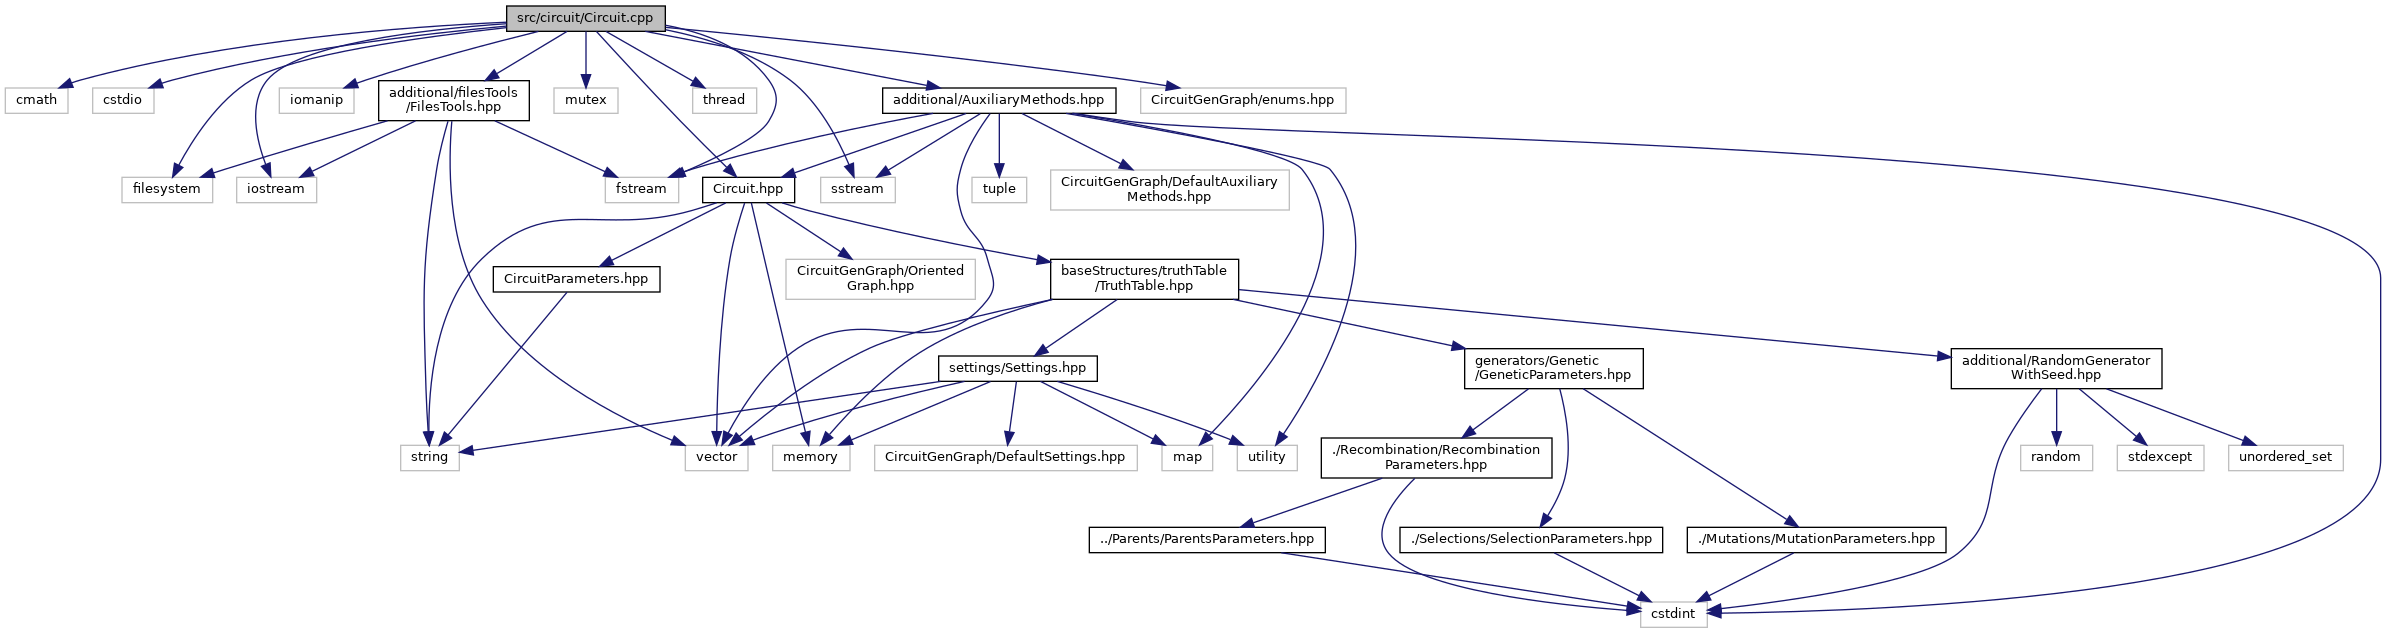 src/circuit/Circuit.cpp
cmath
cstdio
iomanip
additional/filesTools
/FilesTools.hpp
mutex
thread
additional/AuxiliaryMethods.hpp
CircuitGenGraph/enums.hpp
filesystem
iostream
fstream
Circuit.hpp
sstream
tuple
CircuitGenGraph/DefaultAuxiliary
Methods.hpp
CircuitParameters.hpp
CircuitGenGraph/Oriented
Graph.hpp
baseStructures/truthTable
/TruthTable.hpp
settings/Settings.hpp
generators/Genetic
/GeneticParameters.hpp
additional/RandomGenerator
WithSeed.hpp
string
vector
memory
CircuitGenGraph/DefaultSettings.hpp
map
utility
./Recombination/Recombination
Parameters.hpp
random
stdexcept
unordered_set
../Parents/ParentsParameters.hpp
./Selections/SelectionParameters.hpp
./Mutations/MutationParameters.hpp
cstdint